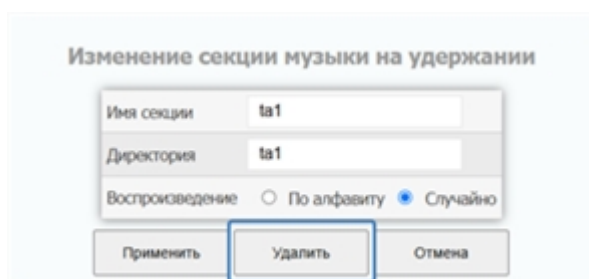 Изменение секции музыки на удержании
Имя секции ta1
Директория ta1
Воспроизведение По алфавиту Случайно
Применить Удалить Отмена